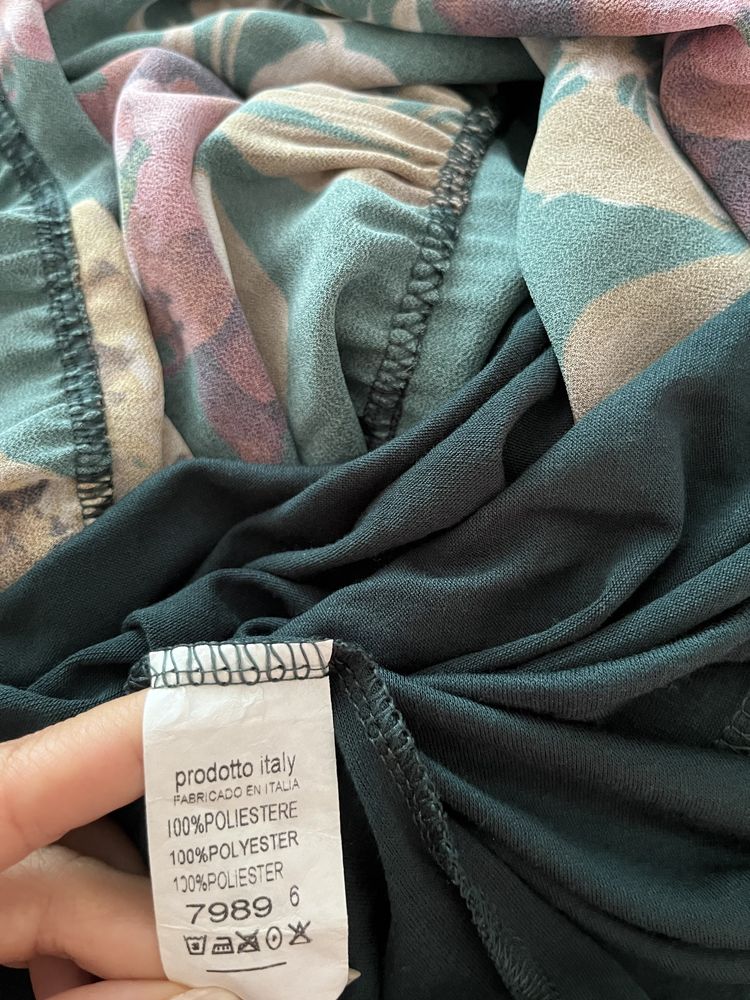 prodotto italy
FABRICADO EN ITALIA
100%POLIESTERE
100%POLYESTER
100%POLiESTER
7989 6